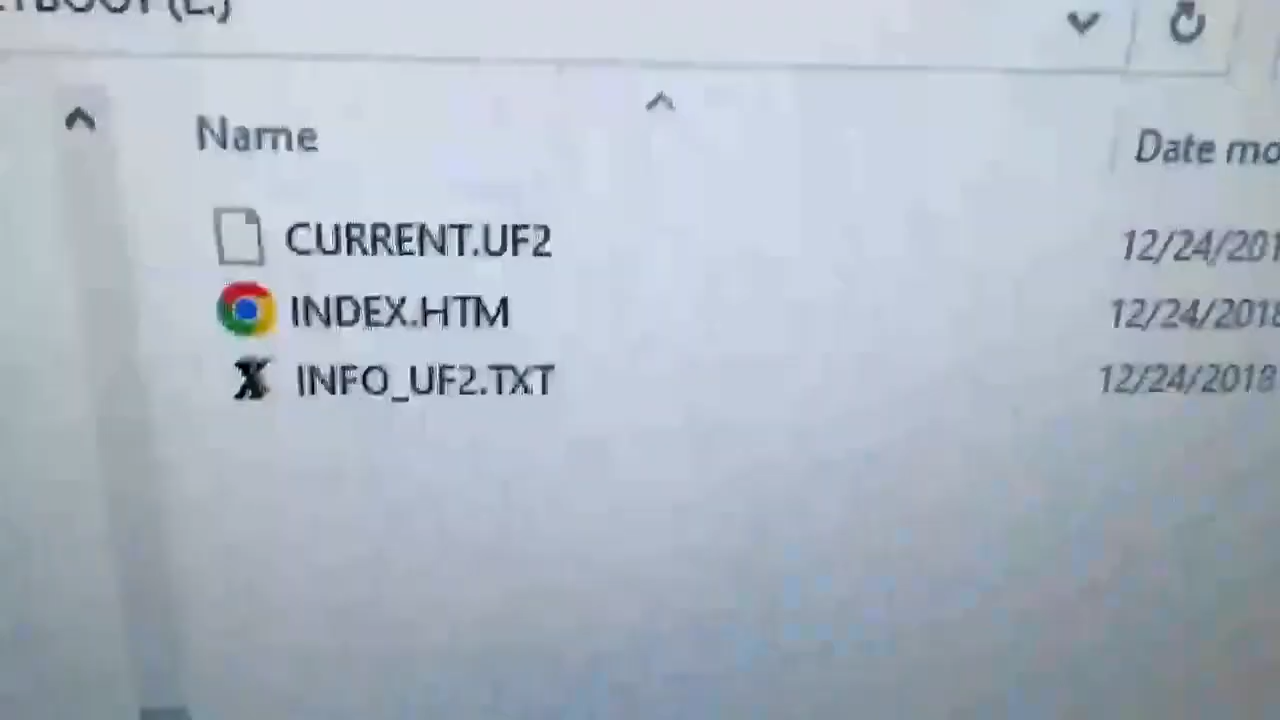 Name
Date mo
CURRENT.UF2
12/24/201
INDEX.HTM
12/24/2018
INFO_UF2.TXT
12/24/2018